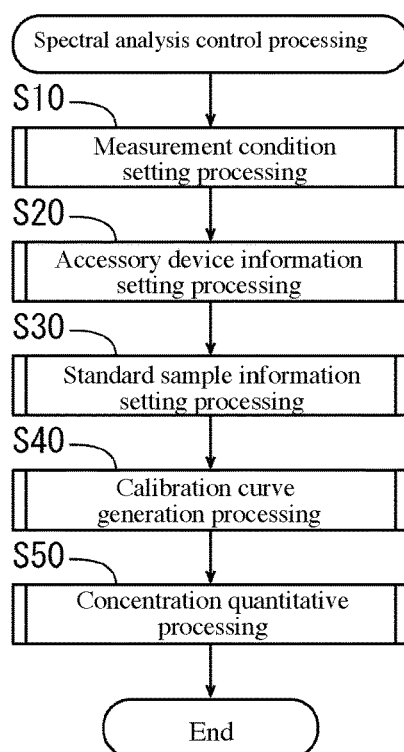 Spectral analysis control processing
S10
Measurement condition
setting processing
S20
Accessory device information
setting processing
S30
Standard sample information
setting processing
S40
Calibration curve
generation processing
S50
Concentration quantitative
processing
End